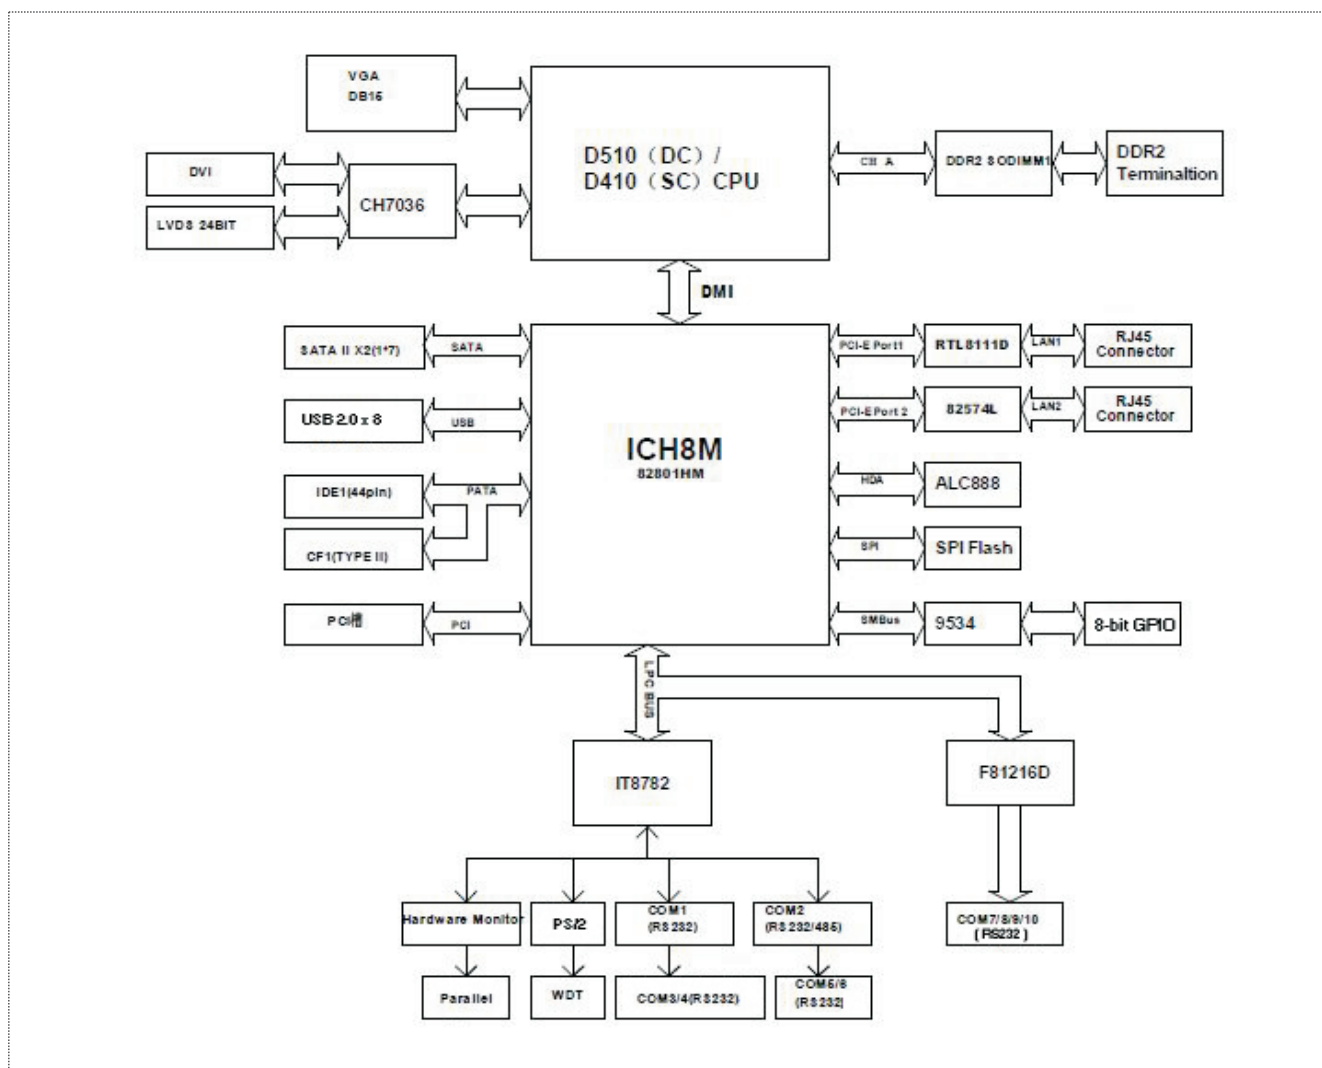 VGA
DB15
D510（DC）/
D410（SC）CPU
CH A
DDR2 SODIMM1
DDR2
Terminaltion
DVI
CH7036
LVDS 24BIT
DMI
SATA II X2(1*7)
SATA
PCI-E Port1
RTL8111D
LAN1
RJ45
Connector
USB 2.0 x 8
USB
PCI-E Port 2
82574L
LAN2
RJ45
Connector
ICH8M
82801HM
IDE1(44pin)
PATA
HDA
ALC888
CF1(TYPE II)
SPI
SPI Flash
PCI槽
PCI
SMBus
9534
8-bit GPIO
LPC BUS
IT8782
F81216D
Hardware Monitor
PS/2
COM1
(RS232)
COM2
(RS232/485)
COM7/8/9/10
(RS232)
Parallel
WDT
COM3/4(RS232)
COM5/6
(RS232)